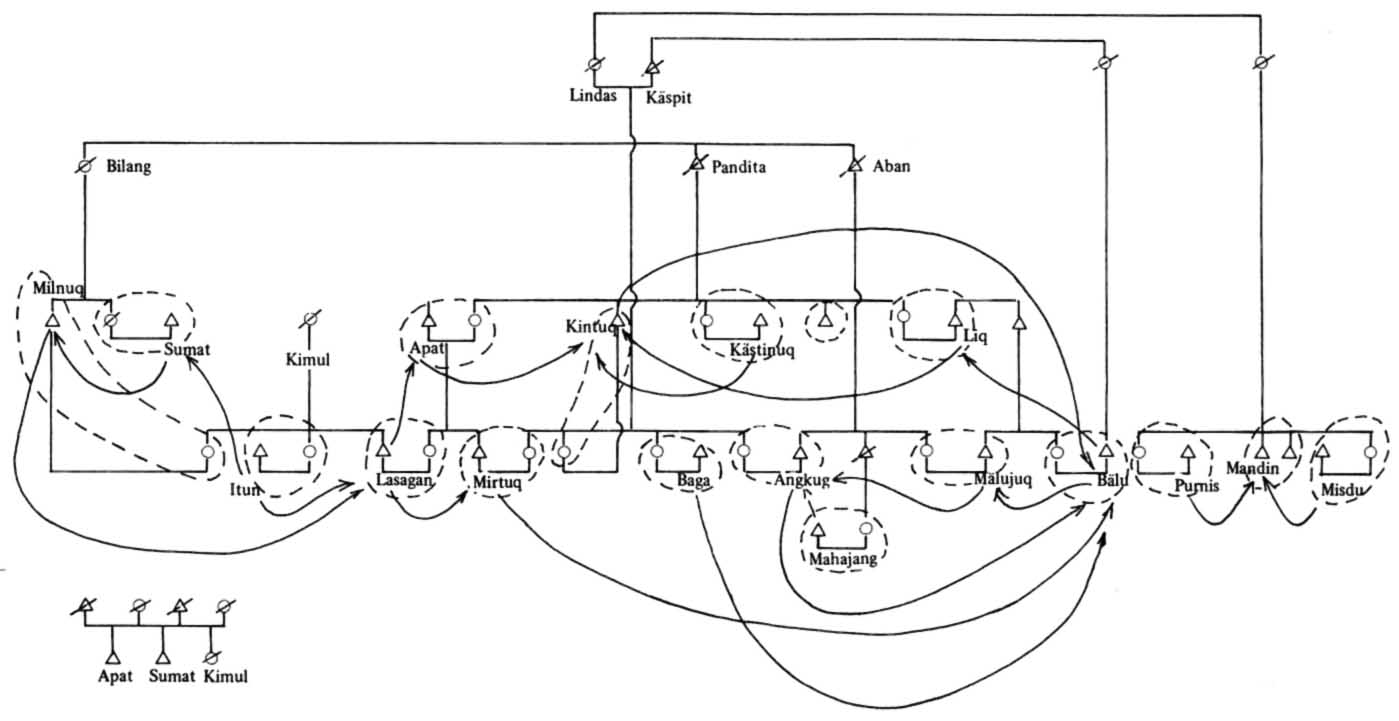 Lindas Käspit
Bilang Pandita Aban
Milnuq
Sumat Kimul Apat Kintuq Kästinuq Liq
Itun Lasagan Mirtuq Baga Angkug Mälujuq Bälu Purnis Mandin Misdu
Mahajang
Apat Sumat Kimul